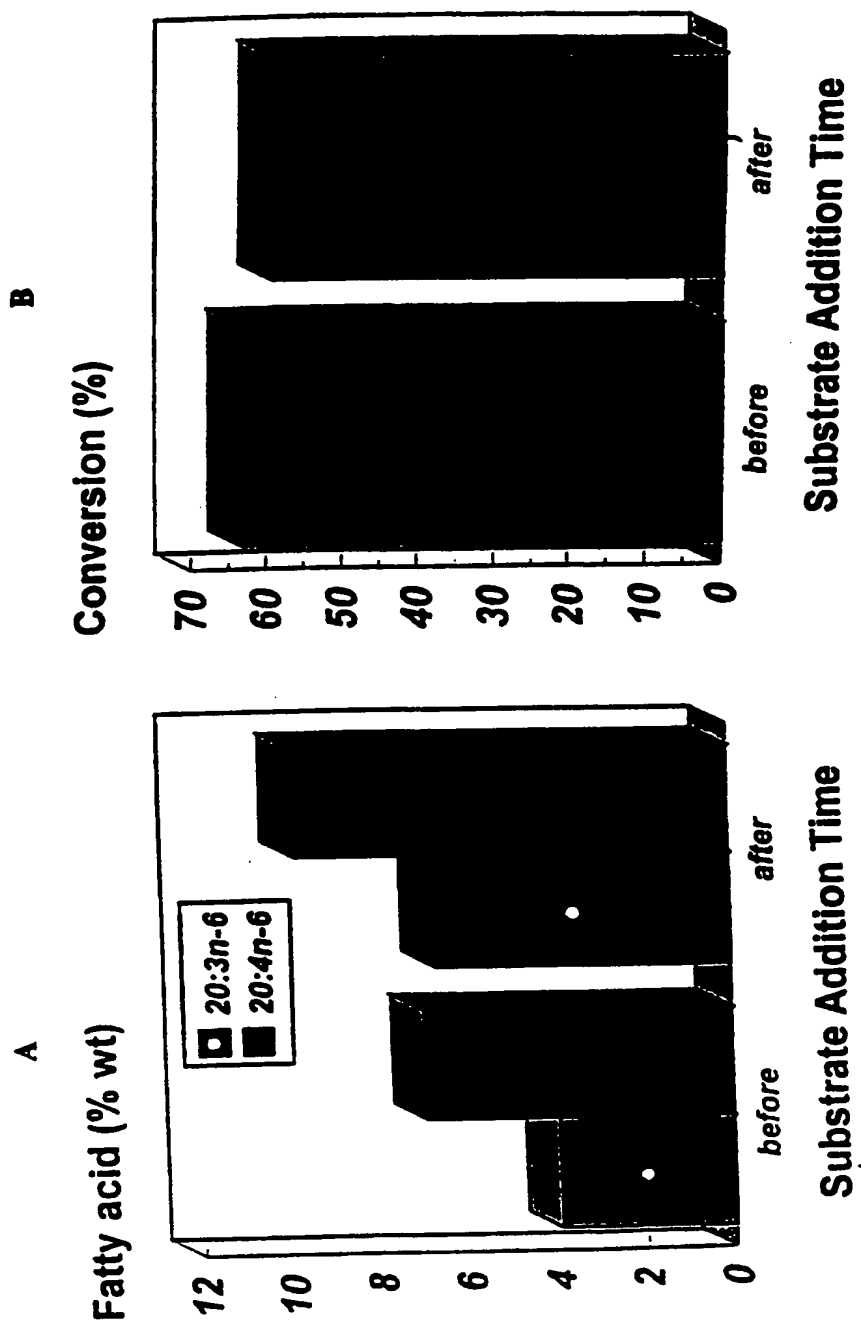 A
Fatty acid (% wt)
20:3n-6
20:4n-6
12
10
8
6
4
2
0
before
after
Substrate Addition Time
B
Conversion (%)
70
60
50
40
30
20
10
0
before
after
Substrate Addition Time